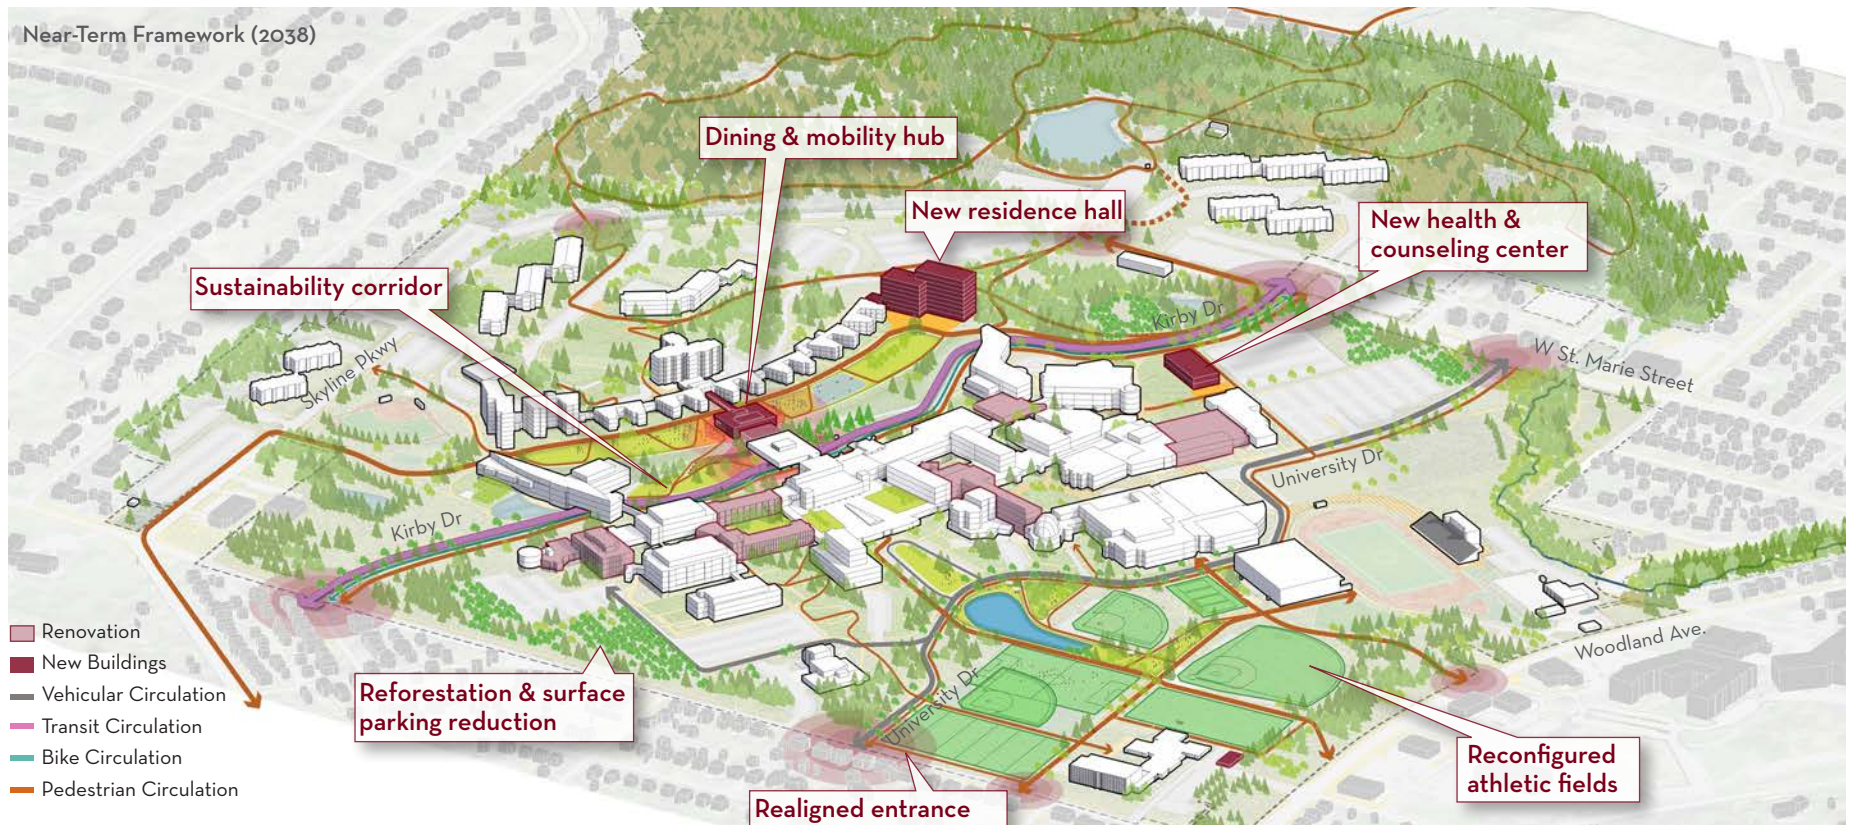 Near-Term Framework (2038)
Dining & mobility hub
New residence hall
New health &
counseling center
Sustainability corridor
Kirby Dr
W St. Marie Street
Skyline Pkwy
University Dr
Kirby Dr
Woodland Ave.
Renovation
New Buildings
Vehicular Circulation
Transit Circulation
Bike Circulation
Pedestrian Circulation
Reforestation & surface
parking reduction
University Dr
Reconfigured
athletic fields
Realigned entrance